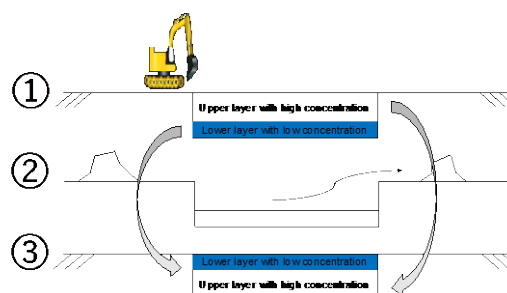 ①
Upper layer with high concentration
Lower layer with low concentration
②
③
Lower layer with low concentration
Upper layer with high concentration